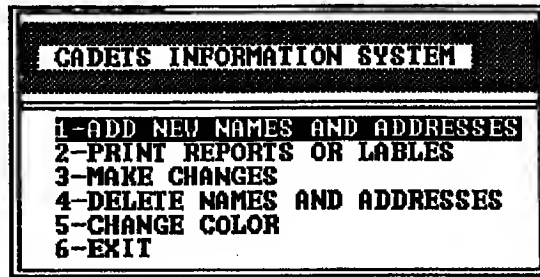 CADETS INFORMATION SYSTEM
1-ADD NEW NAMES AND ADDRESSES
2-PRINT REPORTS OR LABLES
3-MAKE CHANGES
4-DELETE NAMES AND ADDRESSES
5-CHANGE COLOR
6-EXIT